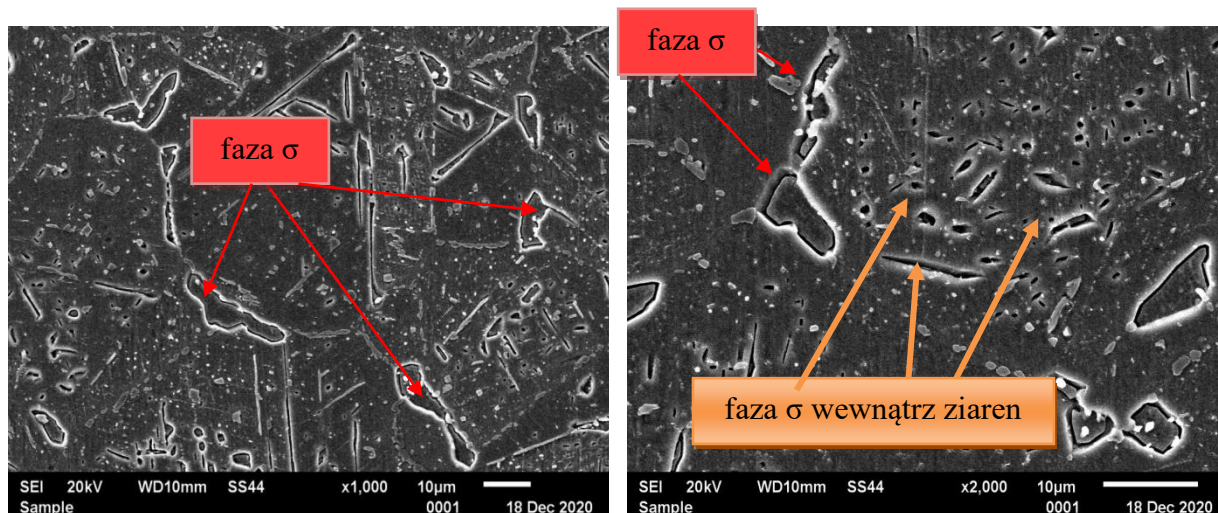 faza σ
SEI 20kV WD10mm SS44 x1,000 10µm
Sample 0001 18 Dec 2020
faza σ
faza σ wewnątrz ziaren
SEI 20kV WD10mm SS44 x2,000 10µm
Sample 0001 18 Dec 2020